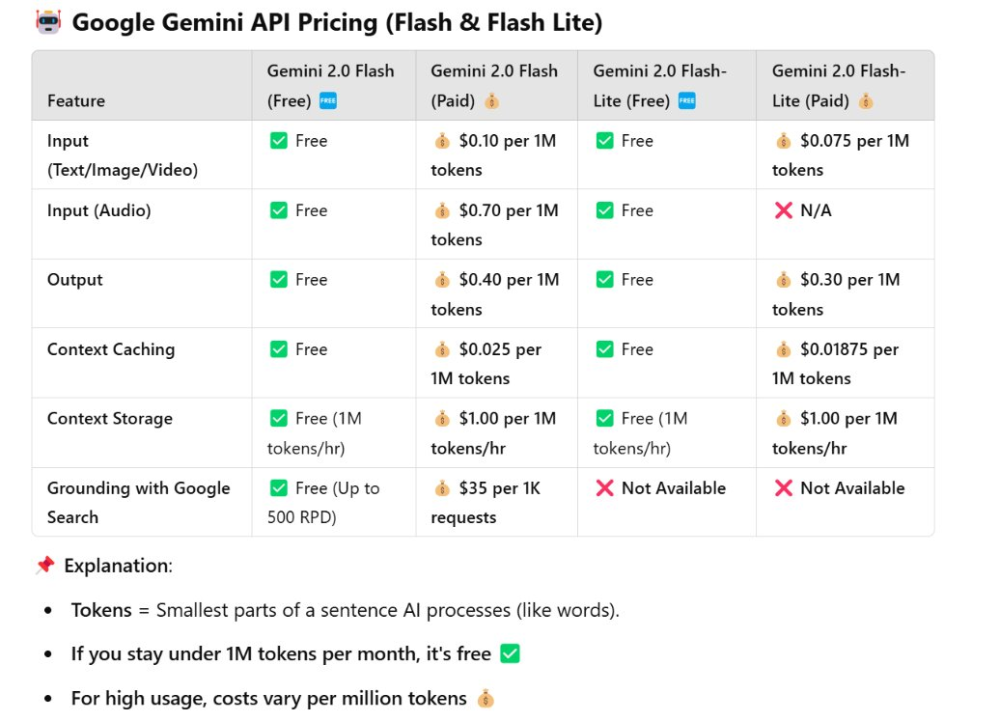 🤖 Google Gemini API Pricing (Flash & Flash Lite)
Feature | Gemini 2.0 Flash (Free) 🆓 | Gemini 2.0 Flash (Paid) 💰 | Gemini 2.0 Flash-Lite (Free) 🆓 | Gemini 2.0 Flash-Lite (Paid) 💰
Input (Text/Image/Video) | ✅ Free | 💰 $0.10 per 1M tokens | ✅ Free | 💰 $0.075 per 1M tokens
Input (Audio) | ✅ Free | 💰 $0.70 per 1M tokens | ✅ Free | ❌ N/A
Output | ✅ Free | 💰 $0.40 per 1M tokens | ✅ Free | 💰 $0.30 per 1M tokens
Context Caching | ✅ Free | 💰 $0.025 per 1M tokens | ✅ Free | 💰 $0.01875 per 1M tokens
Context Storage | ✅ Free (1M tokens/hr) | 💰 $1.00 per 1M tokens/hr | ✅ Free (1M tokens/hr) | 💰 $1.00 per 1M tokens/hr
Grounding with Google Search | ✅ Free (Up to 500 RPD) | 💰 $35 per 1K requests | ❌ Not Available | ❌ Not Available
📌 Explanation:
• Tokens = Smallest parts of a sentence AI processes (like words).
• If you stay under 1M tokens per month, it's free ✅
• For high usage, costs vary per million tokens 💰